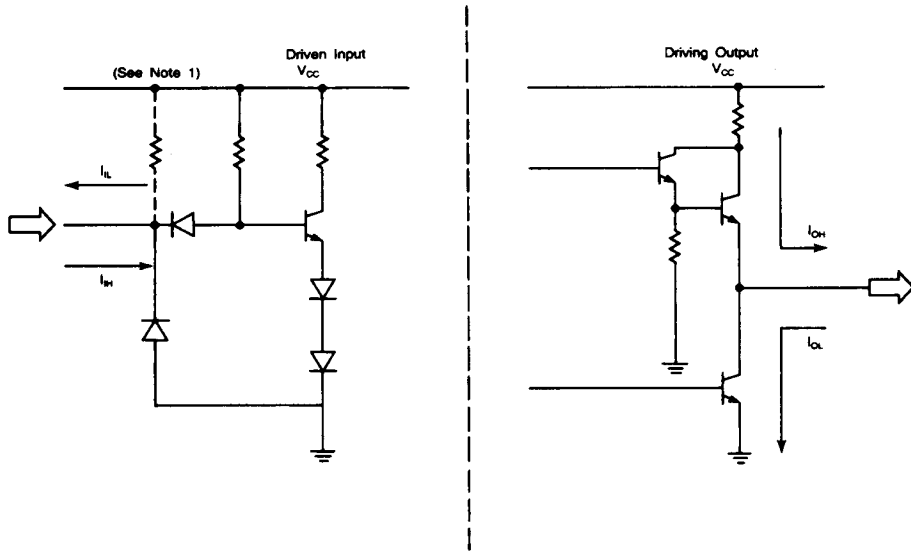 (See Note 1)
Driven Input
VCC
IIL
IIH
Driving Output
VCC
IOH
IOL